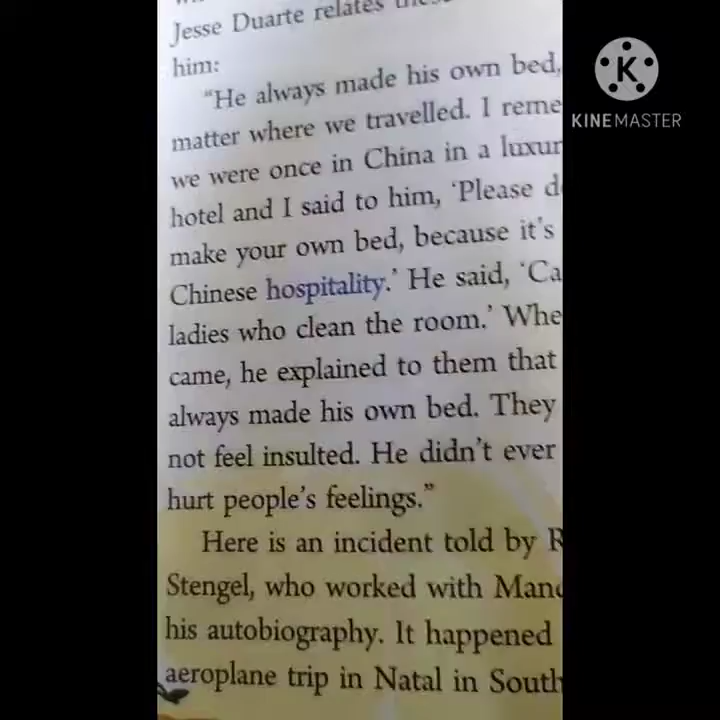 Jesse Duarte relates
him:
"He always made his own bed,
matter where we travelled. I reme
we were once in China in a luxur
hotel and I said to him, 'Please d
make your own bed, because it's
Chinese hospitality.' He said, 'Ca
ladies who clean the room.' Whe
came, he explained to them that
always made his own bed. They
not feel insulted. He didn't ever
hurt people's feelings."
Here is an incident told by R
Stengel, who worked with Mand
his autobiography. It happened
aeroplane trip in Natal in South
K
KINEMASTER